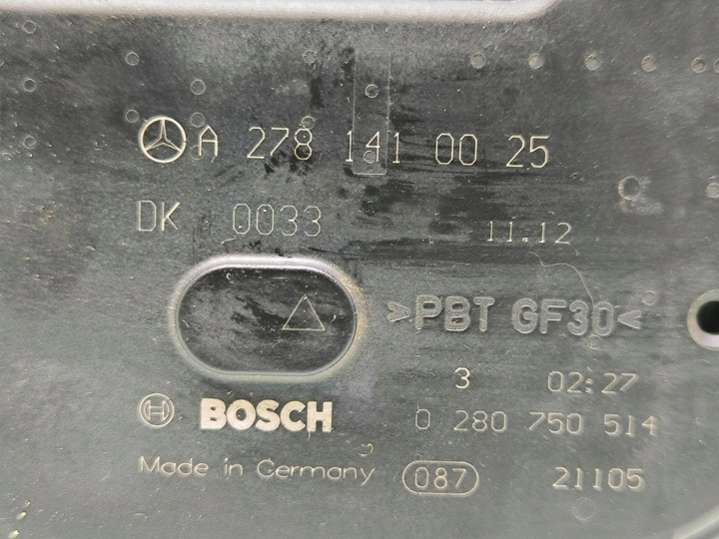 A 278 141 00 25
DK 0033 11.12
>PBT GF30<
3 02:27
BOSCH 0 280 750 514
Made in Germany 087 21105